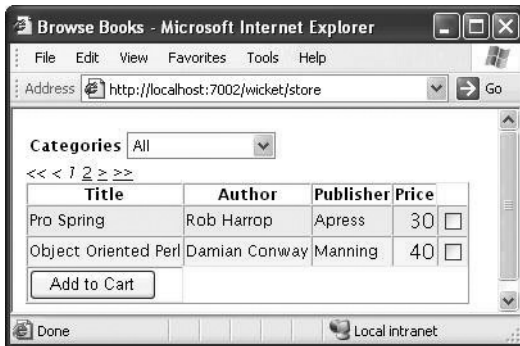 Browse Books - Microsoft Internet Explorer
File Edit View Favorites Tools Help
Address http://localhost:7002/wicket/store Go
Categories All
<< < 1 2 > >>
Title Author Publisher Price
Pro Spring Rob Harrop Apress 30
Object Oriented Perl Damian Conway Manning 40
Add to Cart
Done Local intranet